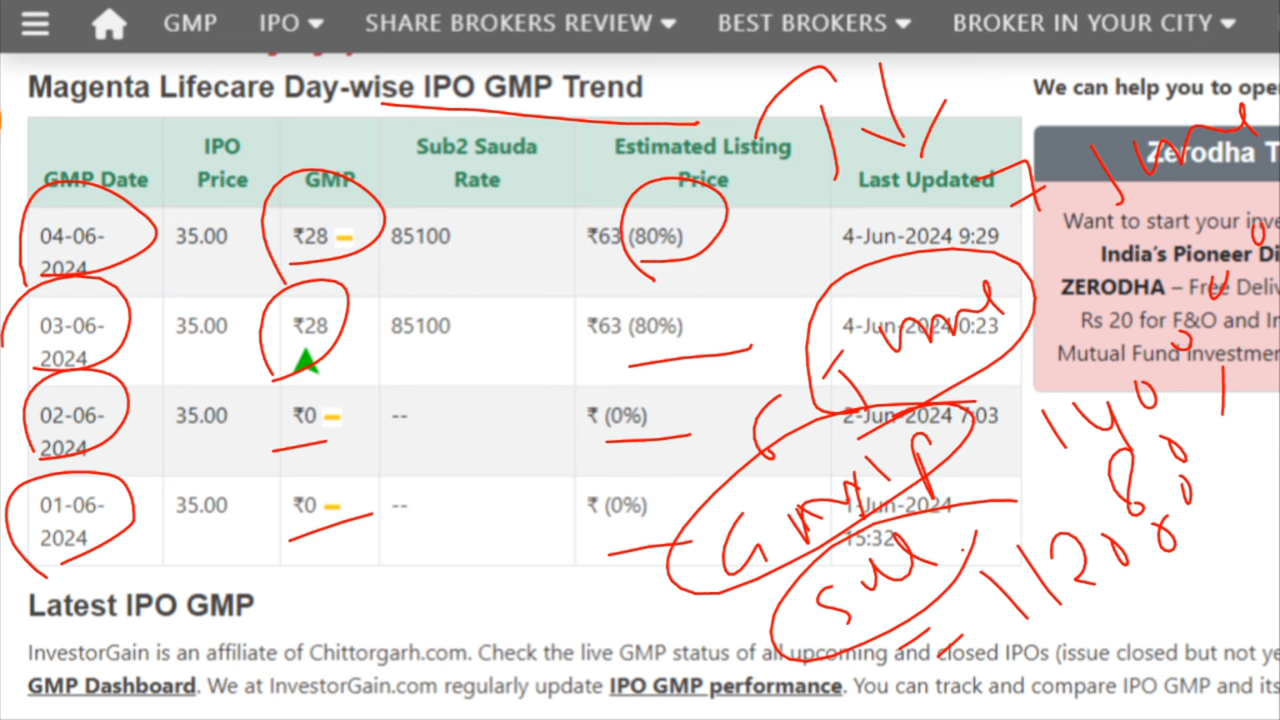 GMP IPO SHARE BROKERS REVIEW BEST BROKERS BROKER IN YOUR CITY
Magenta Lifecare Day-wise IPO GMP Trend
We can help you to ope
GMP Date IPO Price GMP Sub2 Sauda Rate Estimated Listing Price Last Updated
04-06-2024 35.00 ₹28 85100 ₹63 (80%) 4-Jun-2024 9:29
03-06-2024 35.00 ₹28 85100 ₹63 (80%) 4-Jun-2024 0:23
02-06-2024 35.00 ₹0 -- ₹ (0%) 2-Jun-2024 7:03
01-06-2024 35.00 ₹0 -- ₹ (0%) 1-Jun-2024 15:32
Zerodha T
Want to start your inve
India's Pioneer Di
ZERODHA – Free Deliv
Rs 20 for F&O and In
Mutual Fund investmen
GMP
Latest IPO GMP
InvestorGain is an affiliate of Chittorgarh.com. Check the live GMP status of all upcoming and closed IPOs (issue closed but not ye
GMP Dashboard. We at InvestorGain.com regularly update IPO GMP performance. You can track and compare IPO GMP and its